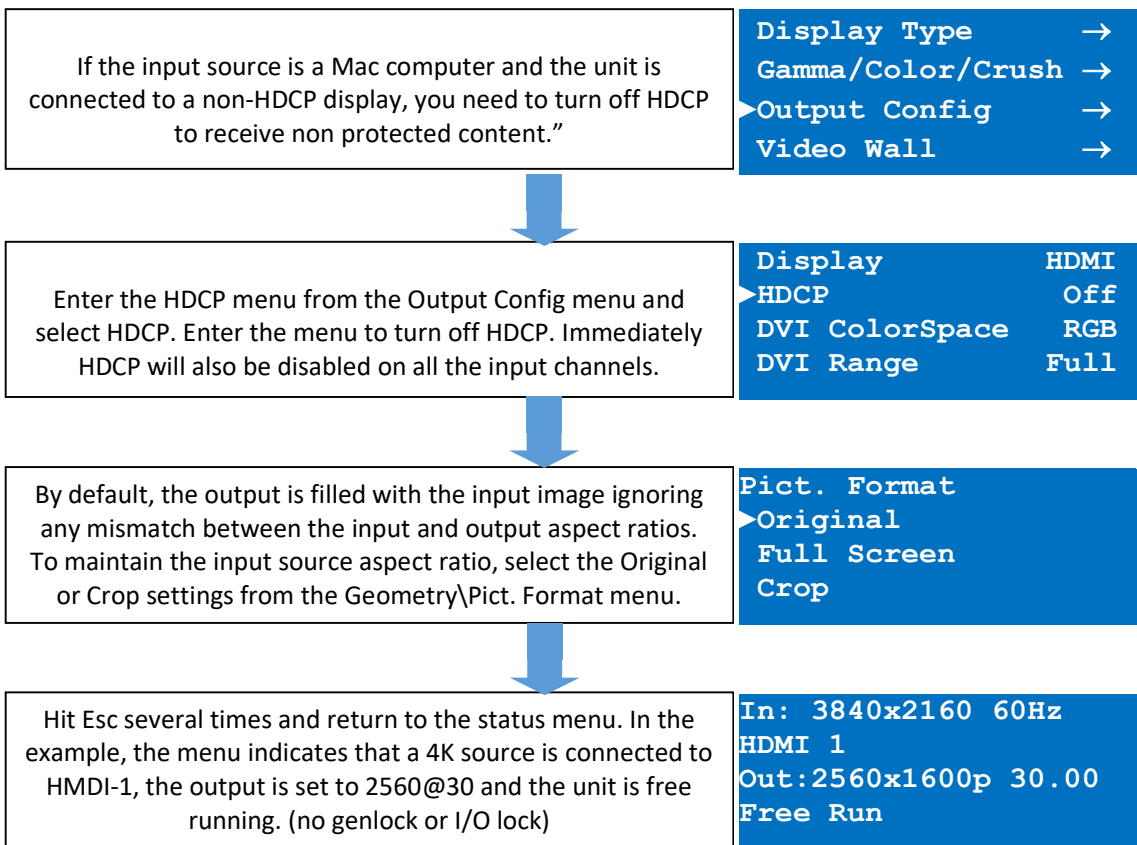 If the input source is a Mac computer and the unit is
connected to a non-HDCP display, you need to turn off HDCP
to receive non protected content.”
Display Type →
Gamma/Color/Crush →
Output Config →
Video Wall →
Enter the HDCP menu from the Output Config menu and
select HDCP. Enter the menu to turn off HDCP. Immediately
HDCP will also be disabled on all the input channels.
Display HDMI
HDCP Off
DVI ColorSpace RGB
DVI Range Full
By default, the output is filled with the input image ignoring
any mismatch between the input and output aspect ratios.
To maintain the input source aspect ratio, select the Original
or Crop settings from the Geometry\Pict. Format menu.
Pict. Format
Original
Full Screen
Crop
Hit Esc several times and return to the status menu. In the
example, the menu indicates that a 4K source is connected to
HMDI-1, the output is set to 2560@30 and the unit is free
running. (no genlock or I/O lock)
In: 3840x2160 60Hz
HDMI 1
Out:2560x1600p 30.00
Free Run